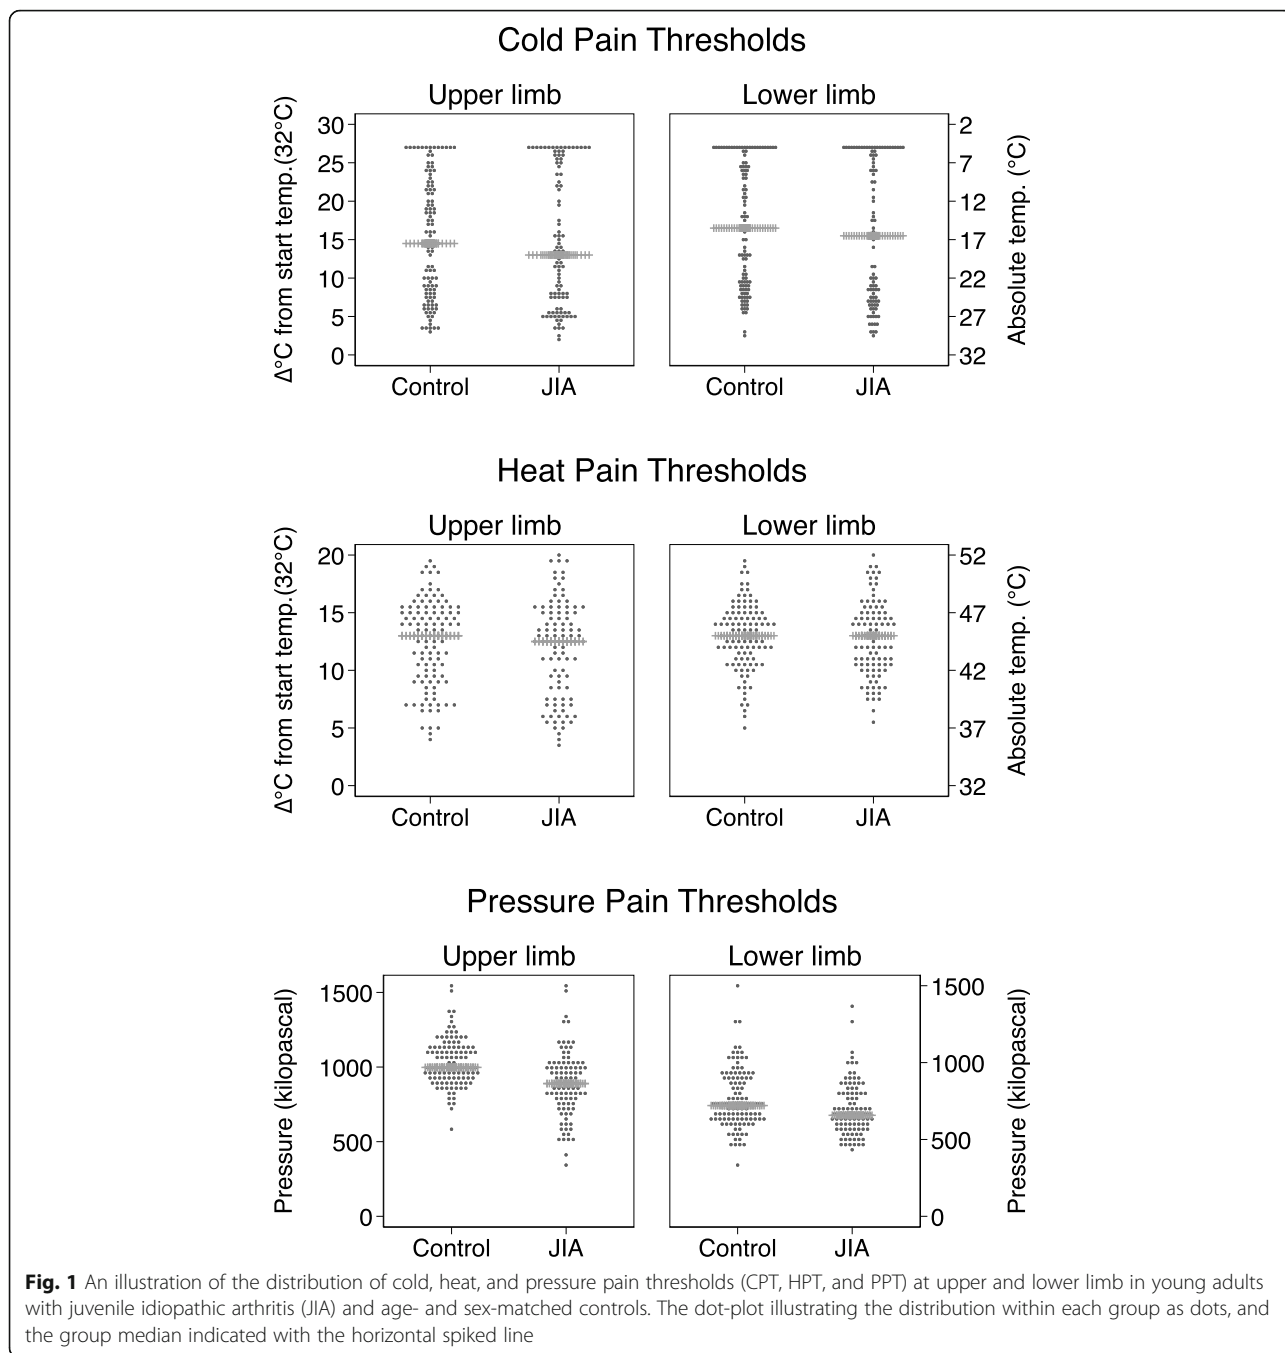 Cold Pain Thresholds
Upper limb
Lower limb
Δ°C from start temp.(32°C)
30
25
20
15
10
5
0
2
7
12
17
22
27
32
Absolute temp. (°C)
Control
JIA
Control
JIA
Heat Pain Thresholds
Upper limb
Lower limb
Δ°C from start temp.(32°C)
20
15
10
5
0
52
47
42
37
32
Absolute temp. (°C)
Control
JIA
Control
JIA
Pressure Pain Thresholds
Upper limb
Lower limb
Pressure (kilopascal)
1500
1000
500
0
1500
1000
500
0
Pressure (kilopascal)
Control
JIA
Control
JIA
Fig. 1 An illustration of the distribution of cold, heat, and pressure pain thresholds (CPT, HPT, and PPT) at upper and lower limb in young adults
with juvenile idiopathic arthritis (JIA) and age- and sex-matched controls. The dot-plot illustrating the distribution within each group as dots, and
the group median indicated with the horizontal spiked line